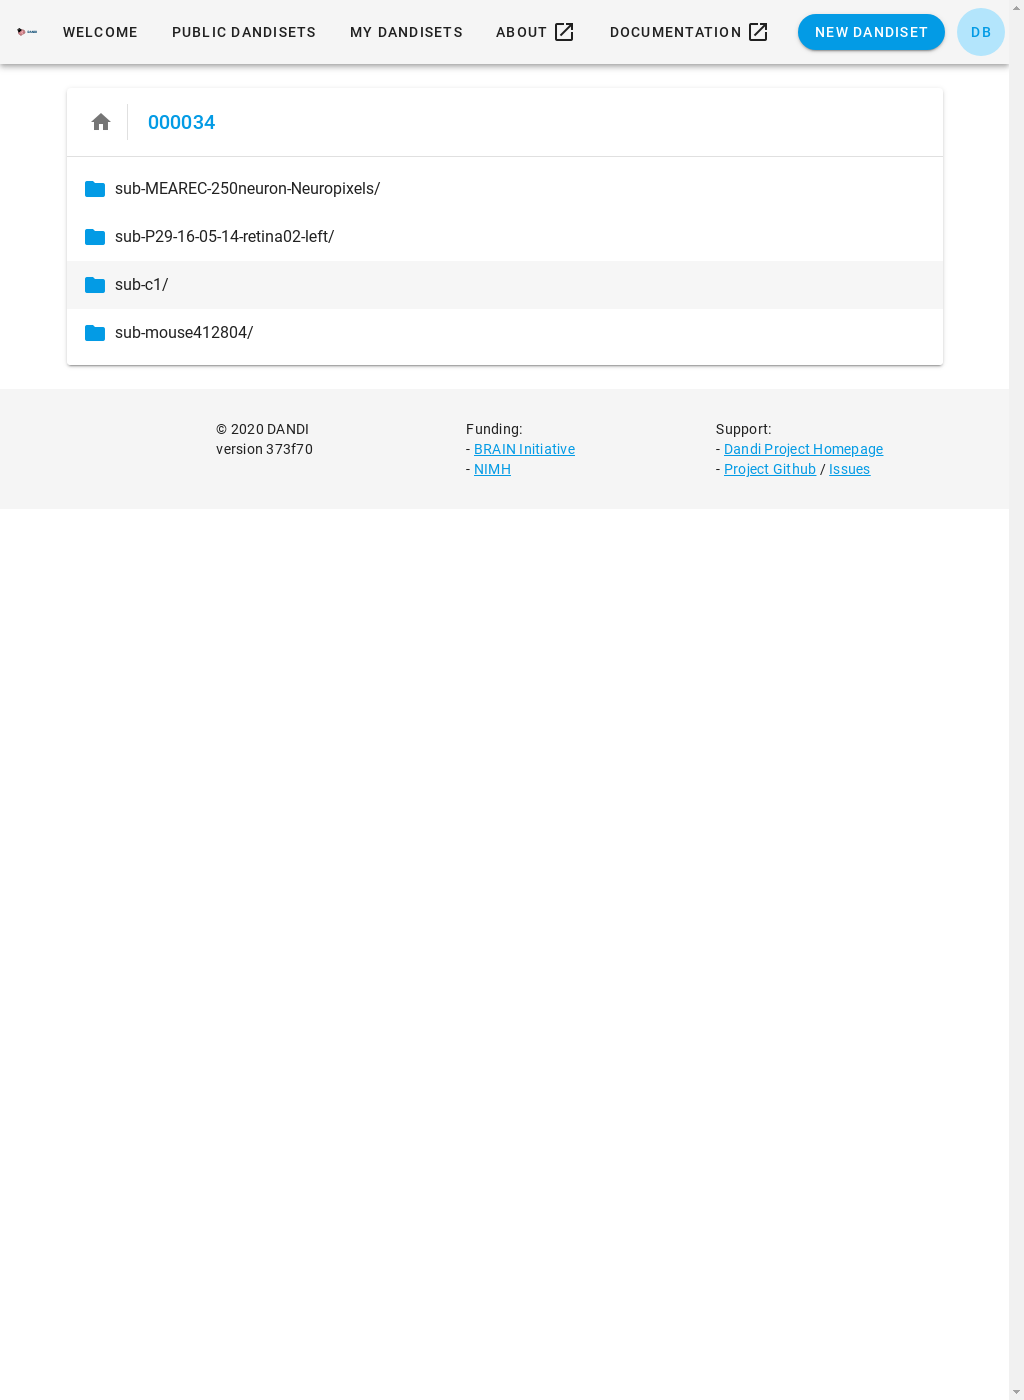 WELCOME PUBLIC DANDISETS MY DANDISETS ABOUT DOCUMENTATION NEW DANDISET DB
000034
sub-MEAREC-250neuron-Neuropixels/
sub-P29-16-05-14-retina02-left/
sub-c1/
sub-mouse412804/
© 2020 DANDI
version 373f70
Funding:
- BRAIN Initiative
- NIMH
Support:
- Dandi Project Homepage
- Project Github / Issues